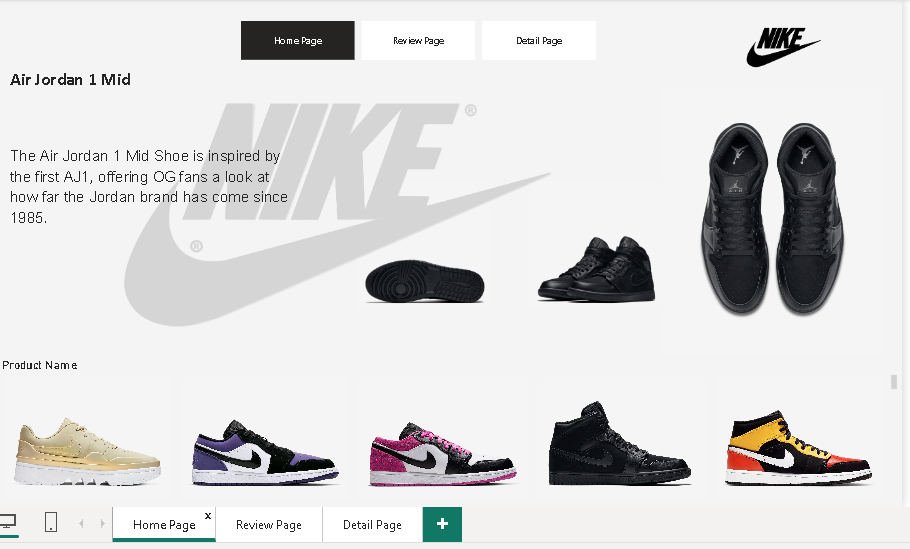 Home Page
Review Page
Detail Page
NIKE
Air Jordan 1 Mid
NIKE
®
The Air Jordan 1 Mid Shoe is inspired by
the first AJ1, offering OG fans a look at
how far the Jordan brand has come since
1985.
®
Product Name
Home Page
x
Review Page
Detail Page
+